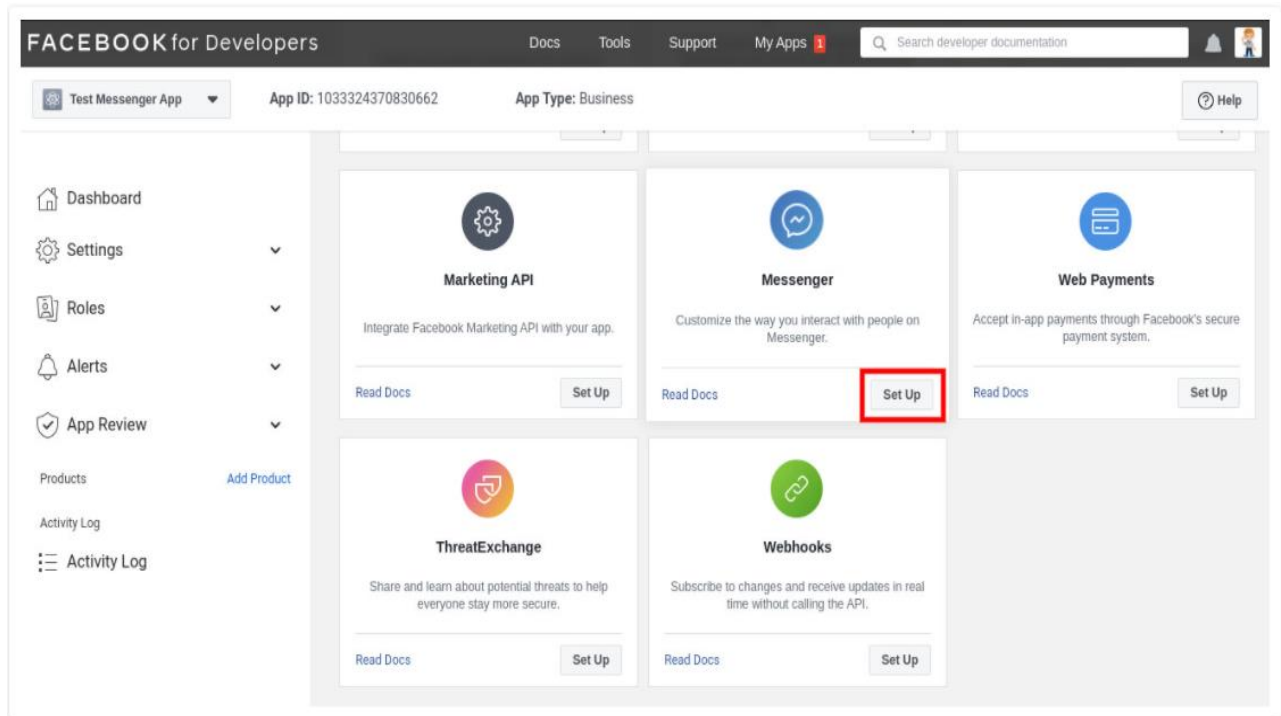 FACEBOOK for Developers
Docs Tools Support My Apps 1 Search developer documentation
Test Messenger App App ID: 1033324370830662 App Type: Business Help
Dashboard
Settings
Roles
Alerts
App Review
Products Add Product
Activity Log
Activity Log
Marketing API
Integrate Facebook Marketing API with your app.
Read Docs Set Up
Messenger
Customize the way you interact with people on
Messenger.
Read Docs Set Up
Web Payments
Accept in-app payments through Facebook's secure
payment system.
Read Docs Set Up
ThreatExchange
Share and learn about potential threats to help
everyone stay more secure.
Read Docs Set Up
Webhooks
Subscribe to changes and receive updates in real
time without calling the API.
Read Docs Set Up